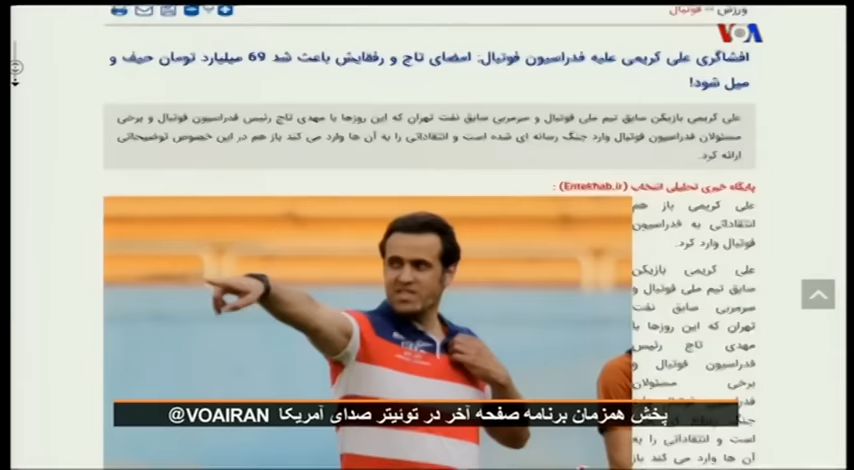 ورزش » فوتبال
VOA
افشاگری علی کریمی علیه فدراسیون فوتبال: امضای تاج و رفقایش باعث شد 69 میلیارد تومان حیف و
میل شود!
علی کریمی بازیکن سابق تیم ملی فوتبال و سرمربی سابق نفت تهران که این روزها با مهدی تاج رئیس فدراسیون فوتبال و برخی
مسئولان فدراسیون فوتبال وارد جنگ رسانه ای شده است و انتقاداتی را به آن ها وارد می کند باز هم در این خصوص توضیحاتی
ارائه کرد.
پایگاه خبری تحلیلی انتخاب (Entekhab.ir) :
علی کریمی باز هم
انتقاداتی به فدراسیون
فوتبال وارد کرد.
علی کریمی بازیکن
سابق تیم ملی فوتبال و
سرمربی سابق نفت
تهران که این روزها با
مهدی تاج رئیس
فدراسیون فوتبال و
برخی مسئولان
پخش همزمان برنامه صفحه آخر در توئیتر صدای آمریکا @VOAIRAN
است و انتقاداتی را به
آن ها وارد می کند باز